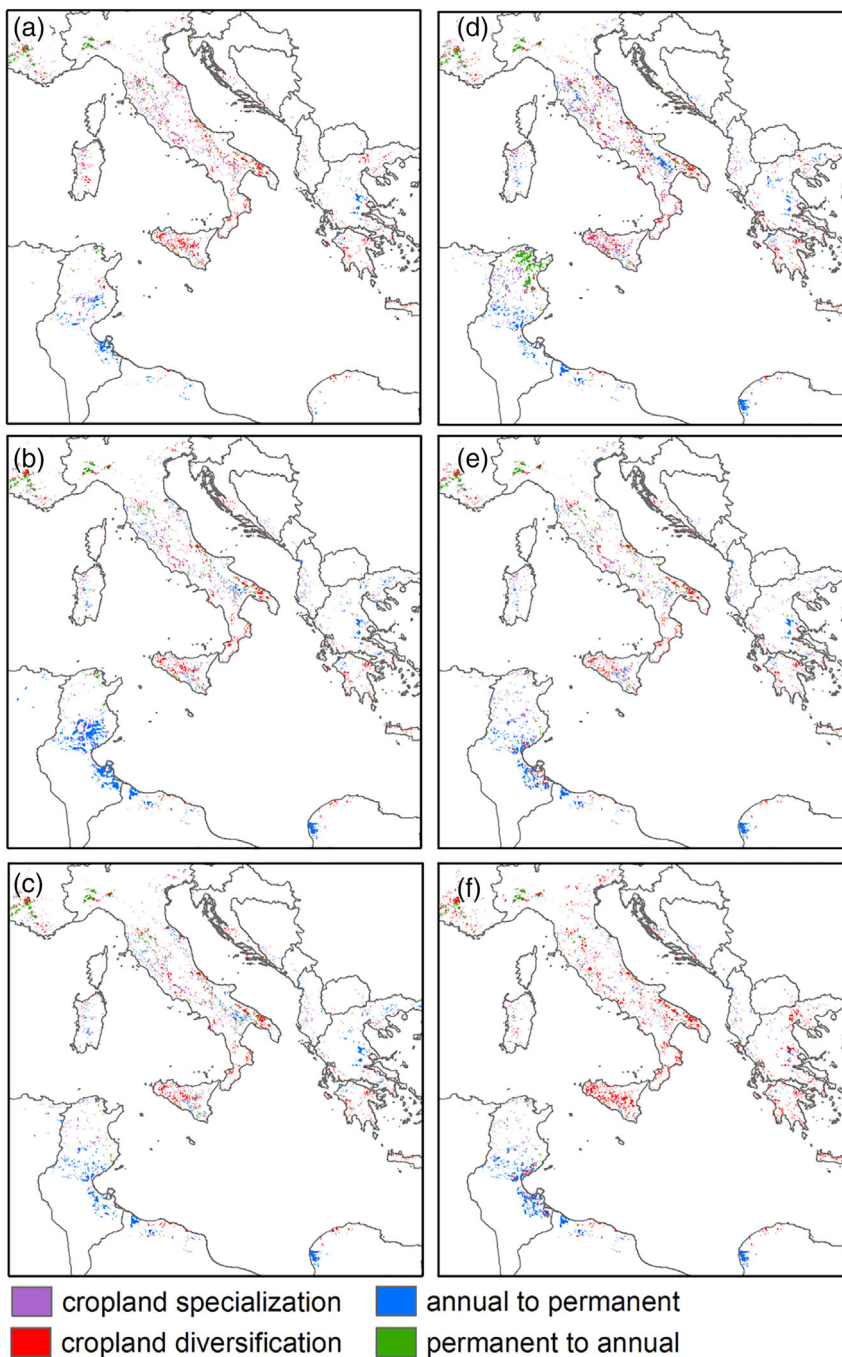 (a)
(d)
(b)
(e)
(c)
(f)
cropland specialization
annual to permanent
cropland diversification
permanent to annual